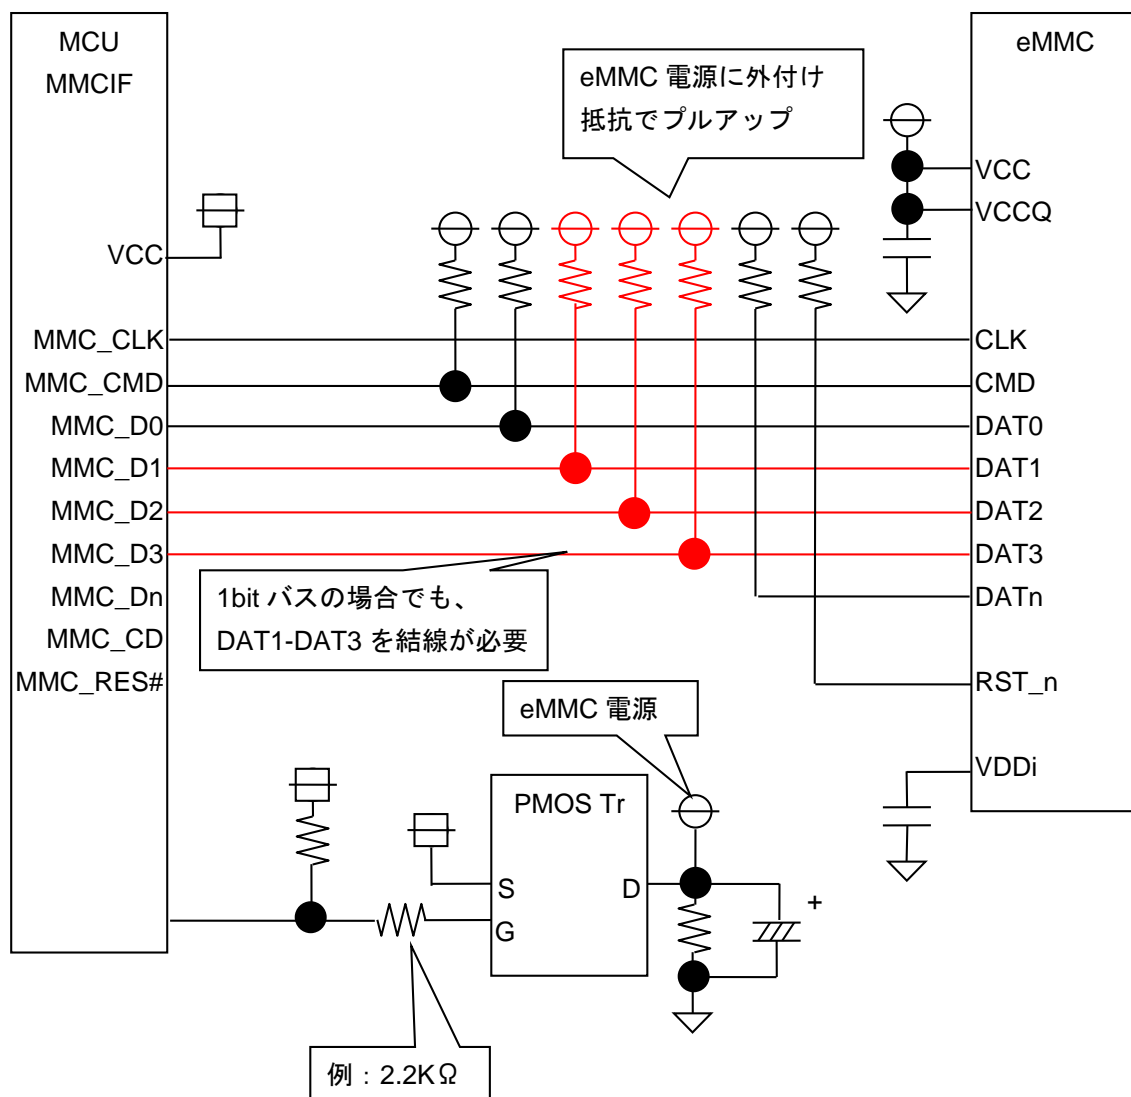 MCU
MMCIF
eMMC
eMMC 電源に外付け
抵抗でプルアップ
VCC
VCCQ
VCC
MMC_CLK
MMC_CMD
MMC_D0
MMC_D1
MMC_D2
MMC_D3
MMC_Dn
MMC_CD
MMC_RES#
CLK
CMD
DAT0
DAT1
DAT2
DAT3
DATn
RST_n
VDDi
1bit バスの場合でも、
DAT1-DAT3 を結線が必要
eMMC 電源
PMOS Tr
S
D
G
+
例：2.2KΩ